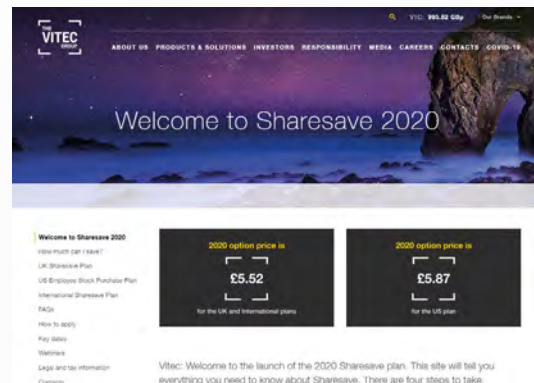 THE
VITEC
GROUP
VTC: 985.82 GBp
Our Brands
ABOUT US PRODUCTS & SOLUTIONS INVESTORS RESPONSIBILITY MEDIA CAREERS CONTACTS COVID-19
Welcome to Sharesave 2020
Welcome to Sharesave 2020
How much can I save?
UK Sharesave Plan
US Employee Stock Purchase Plan
International Sharesave Plan
FAQs
How to apply
Key dates
Webinars
Legal and tax information
2020 option price is
£5.52
for the UK and International plans
2020 option price is
£5.87
for the US plan
Vitec: Welcome to the launch of the 2020 Sharesave plan. This site will tell you
everything you need to know about Sharesave. There are four steps to take